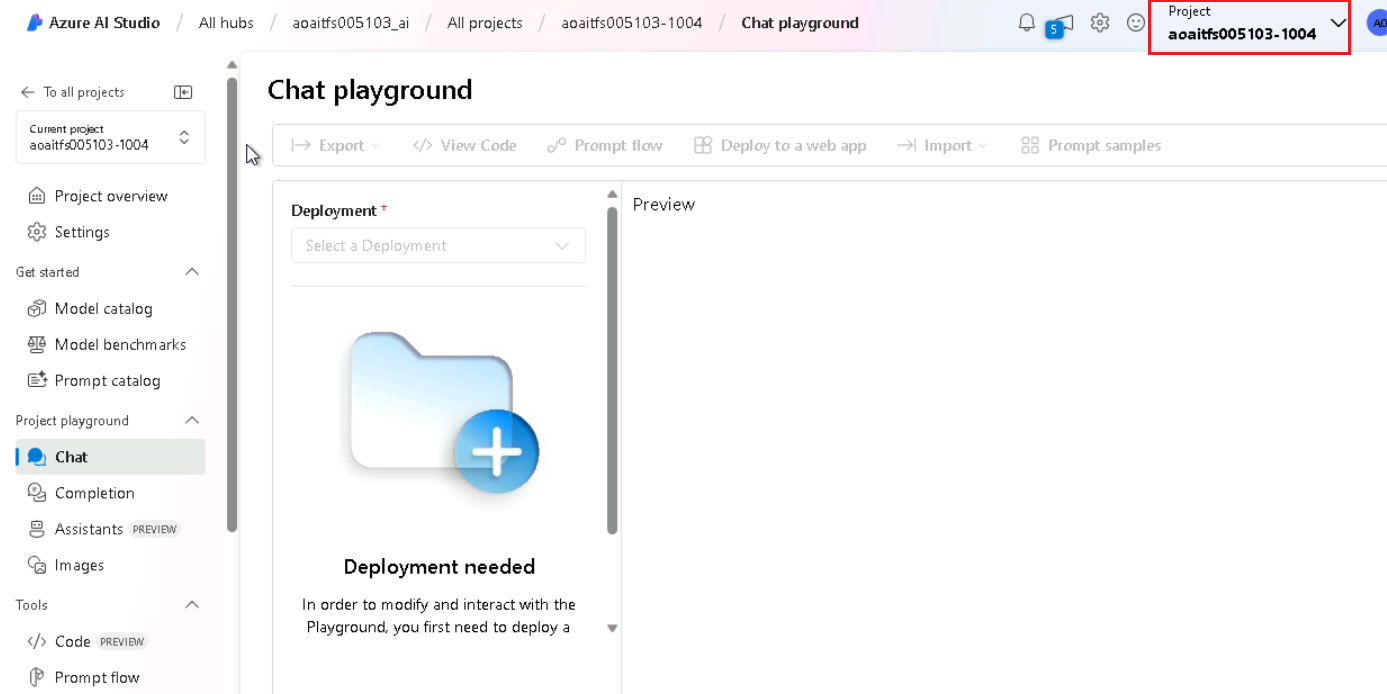 Azure AI Studio / All hubs / aoaitfs005103_ai / All projects / aoaitfs005103-1004 / Chat playground
5
Project
aoaitfs005103-1004
AO
To all projects
Current project
aoaitfs005103-1004
Project overview
Settings
Get started
Model catalog
Model benchmarks
Prompt catalog
Project playground
Chat
Completion
Assistants PREVIEW
Images
Tools
Code PREVIEW
Prompt flow
Chat playground
Export
View Code
Prompt flow
Deploy to a web app
Import
Prompt samples
Deployment *
Select a Deployment
Deployment needed
In order to modify and interact with the
Playground, you first need to deploy a
Preview